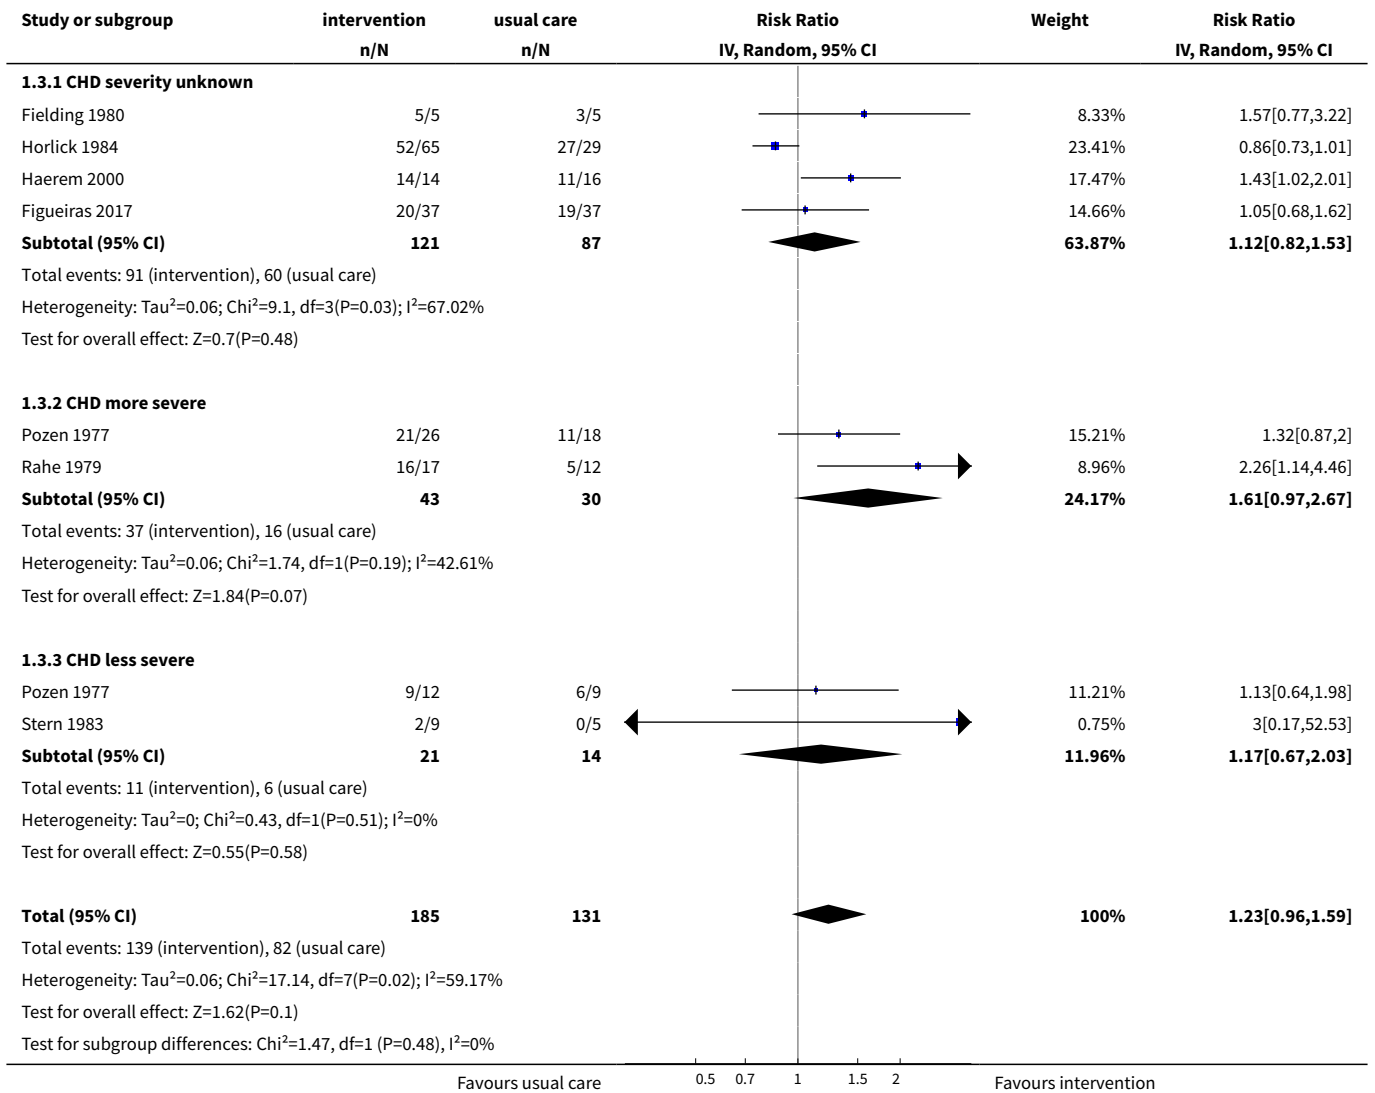 Study or subgroup intervention usual care Risk Ratio Weight Risk Ratio
n/N n/N IV, Random, 95% CI IV, Random, 95% CI
1.3.1 CHD severity unknown
Fielding 1980 5/5 3/5 8.33% 1.57[0.77,3.22]
Horlick 1984 52/65 27/29 23.41% 0.86[0.73,1.01]
Haerem 2000 14/14 11/16 17.47% 1.43[1.02,2.01]
Figueiras 2017 20/37 19/37 14.66% 1.05[0.68,1.62]
Subtotal (95% CI) 121 87 63.87% 1.12[0.82,1.53]
Total events: 91 (intervention), 60 (usual care)
Heterogeneity: Tau²=0.06; Chi²=9.1, df=3(P=0.03); I²=67.02%
Test for overall effect: Z=0.7(P=0.48)
1.3.2 CHD more severe
Pozen 1977 21/26 11/18 15.21% 1.32[0.87,2]
Rahe 1979 16/17 5/12 8.96% 2.26[1.14,4.46]
Subtotal (95% CI) 43 30 24.17% 1.61[0.97,2.67]
Total events: 37 (intervention), 16 (usual care)
Heterogeneity: Tau²=0.06; Chi²=1.74, df=1(P=0.19); I²=42.61%
Test for overall effect: Z=1.84(P=0.07)
1.3.3 CHD less severe
Pozen 1977 9/12 6/9 11.21% 1.13[0.64,1.98]
Stern 1983 2/9 0/5 0.75% 3[0.17,52.53]
Subtotal (95% CI) 21 14 11.96% 1.17[0.67,2.03]
Total events: 11 (intervention), 6 (usual care)
Heterogeneity: Tau²=0; Chi²=0.43, df=1(P=0.51); I²=0%
Test for overall effect: Z=0.55(P=0.58)
Total (95% CI) 185 131 100% 1.23[0.96,1.59]
Total events: 139 (intervention), 82 (usual care)
Heterogeneity: Tau²=0.06; Chi²=17.14, df=7(P=0.02); I²=59.17%
Test for overall effect: Z=1.62(P=0.1)
Test for subgroup differences: Chi²=1.47, df=1 (P=0.48), I²=0%
Favours usual care 0.5 0.7 1 1.5 2 Favours intervention